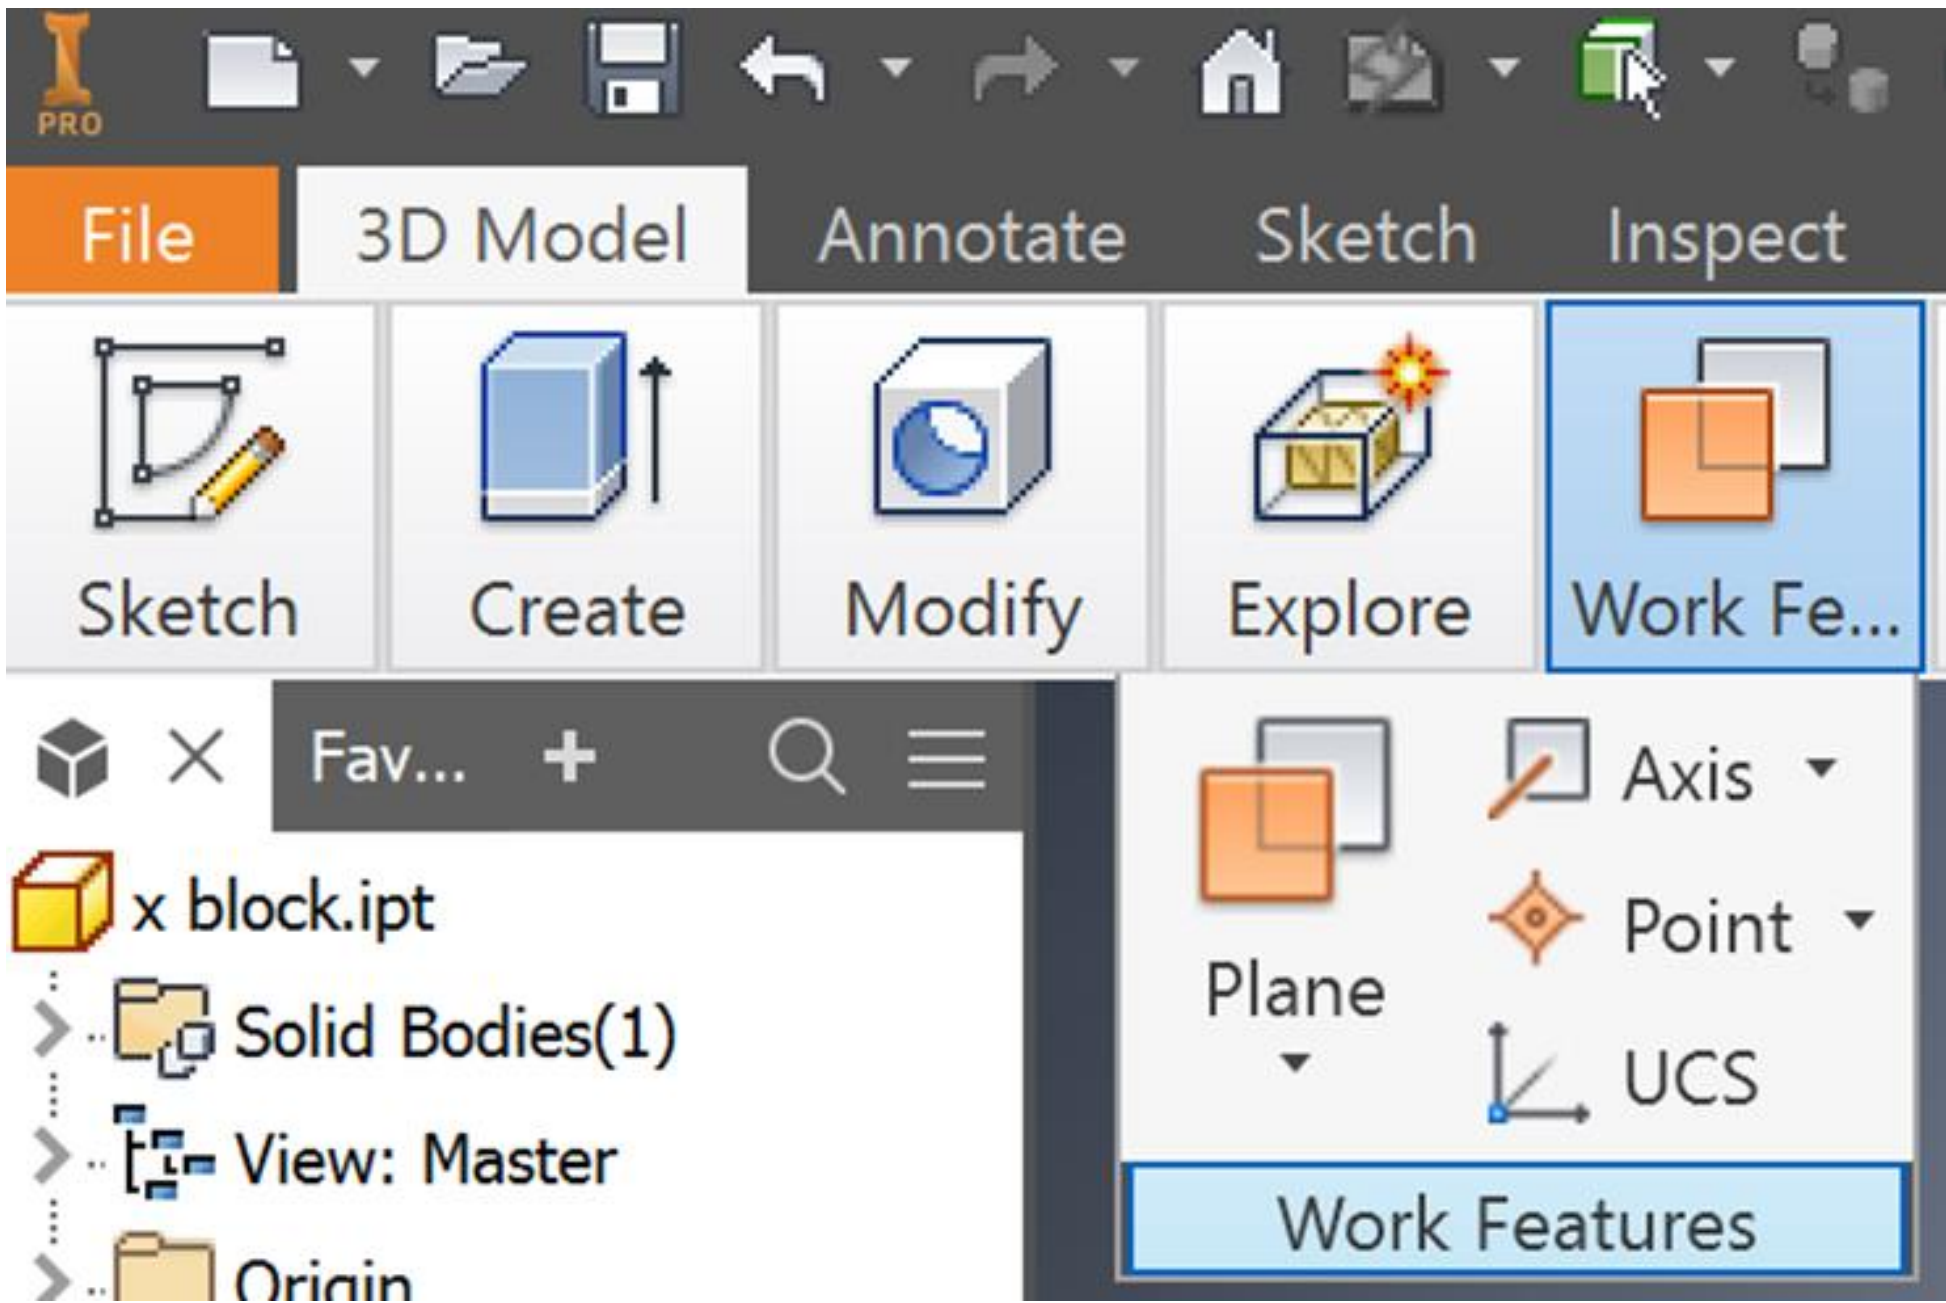 PRO
File 3D Model Annotate Sketch Inspect
Sketch Create Modify Explore Work Fe...
Fav...
x block.ipt
Solid Bodies(1)
View: Master
Origin
Axis
Point
Plane
UCS
Work Features